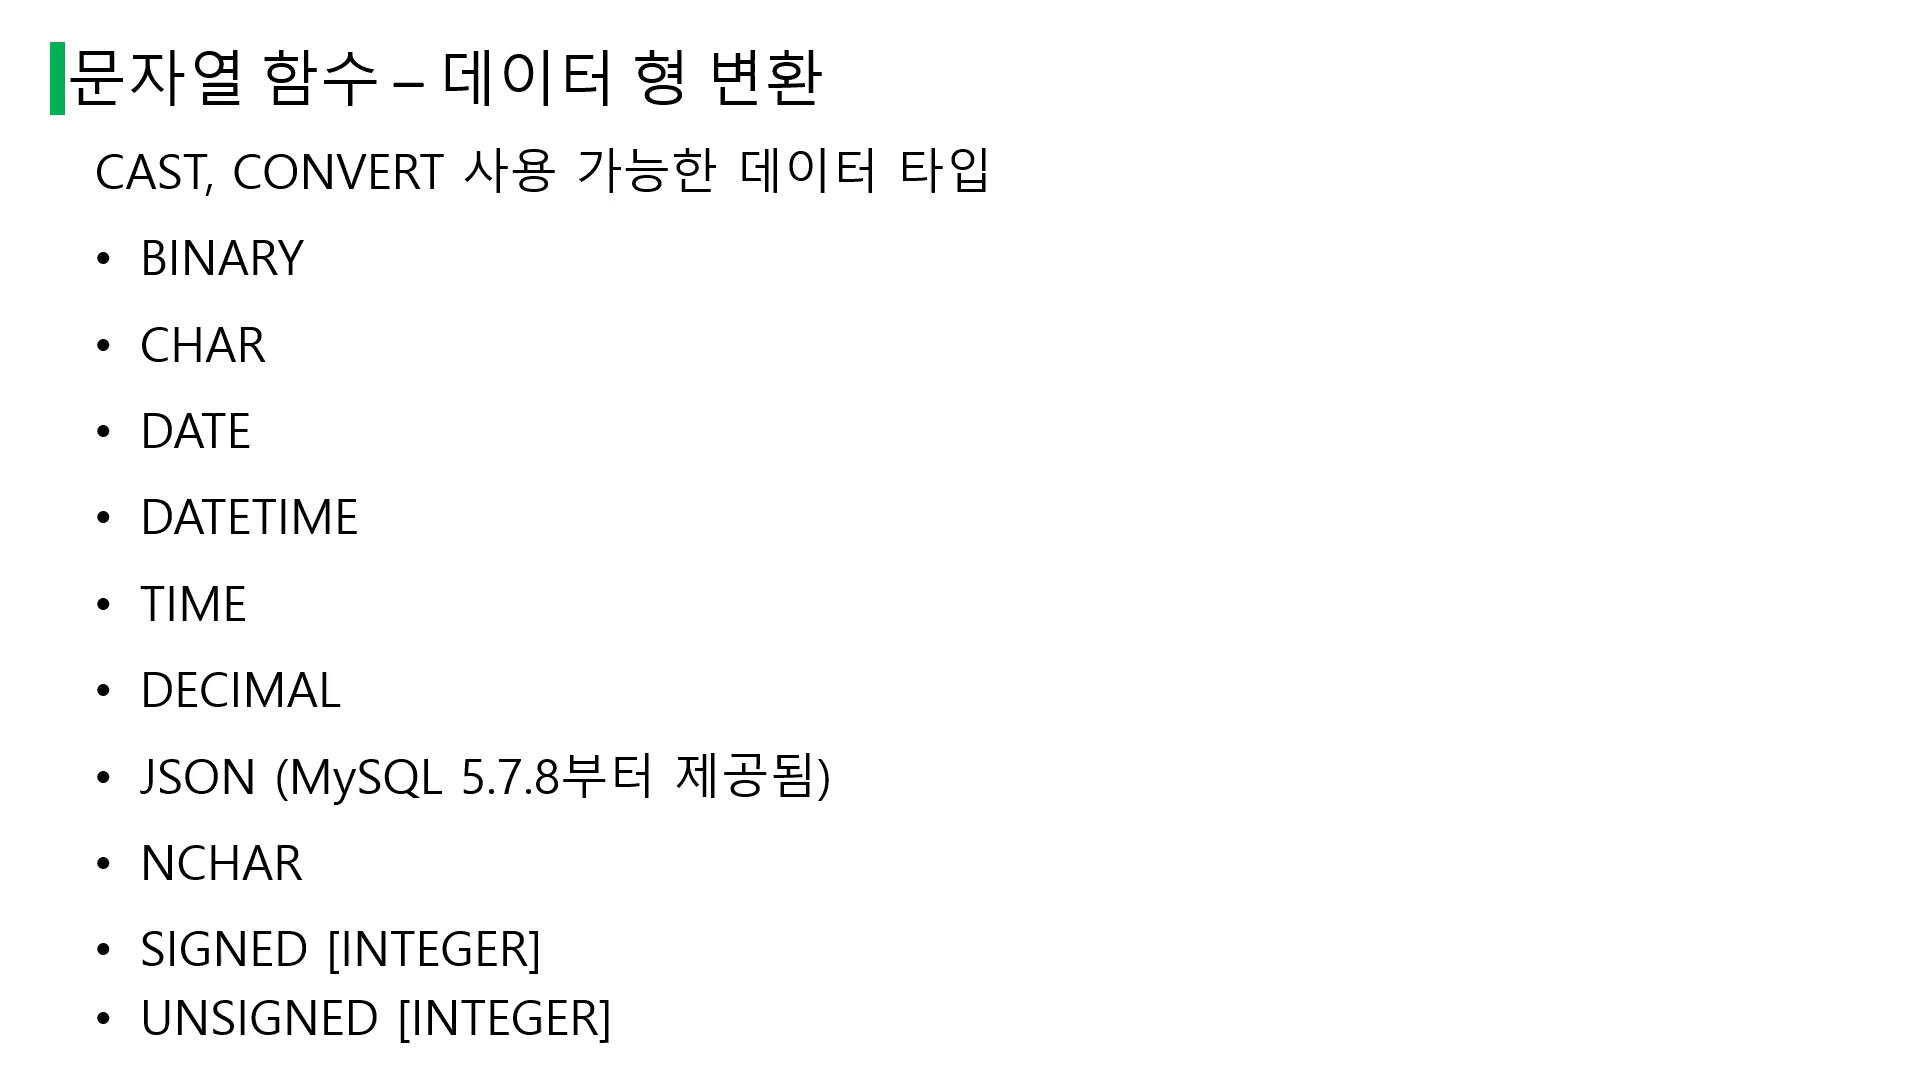 문자열 함수 – 데이터 형 변환
CAST, CONVERT 사용 가능한 데이터 타입
• BINARY
• CHAR
• DATE
• DATETIME
• TIME
• DECIMAL
• JSON (MySQL 5.7.8부터 제공됨)
• NCHAR
• SIGNED [INTEGER]
• UNSIGNED [INTEGER]